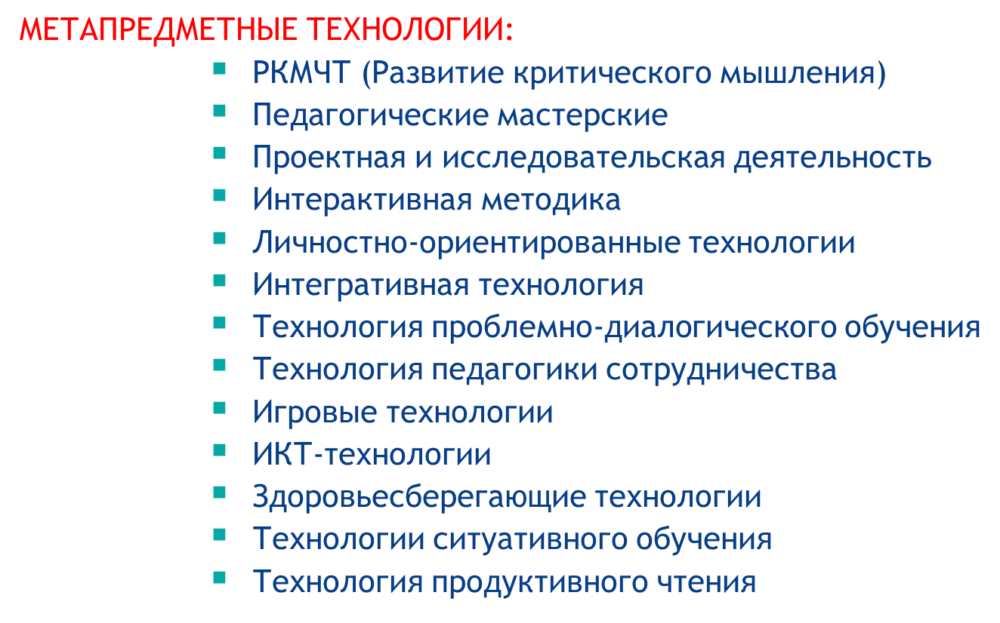 МЕТАПРЕДМЕТНЫЕ ТЕХНОЛОГИИ:
РКМЧТ (Развитие критического мышления)
Педагогические мастерские
Проектная и исследовательская деятельность
Интерактивная методика
Личностно-ориентированные технологии
Интегративная технология
Технология проблемно-диалогического обучения
Технология педагогики сотрудничества
Игровые технологии
ИКТ-технологии
Здоровьесберегающие технологии
Технологии ситуативного обучения
Технология продуктивного чтения